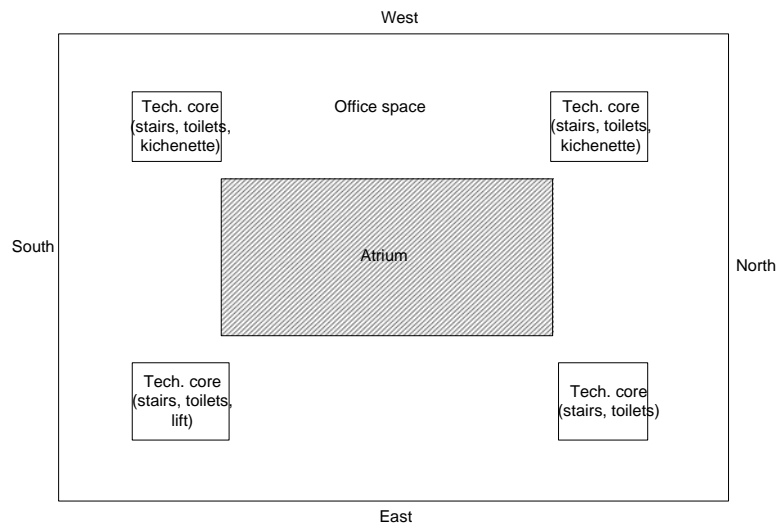 West
Tech. core
(stairs, toilets,
kichenette)
Office space
Tech. core
(stairs, toilets,
kichenette)
South
Atrium
North
Tech. core
(stairs, toilets,
lift)
Tech. core
(stairs, toilets)
East